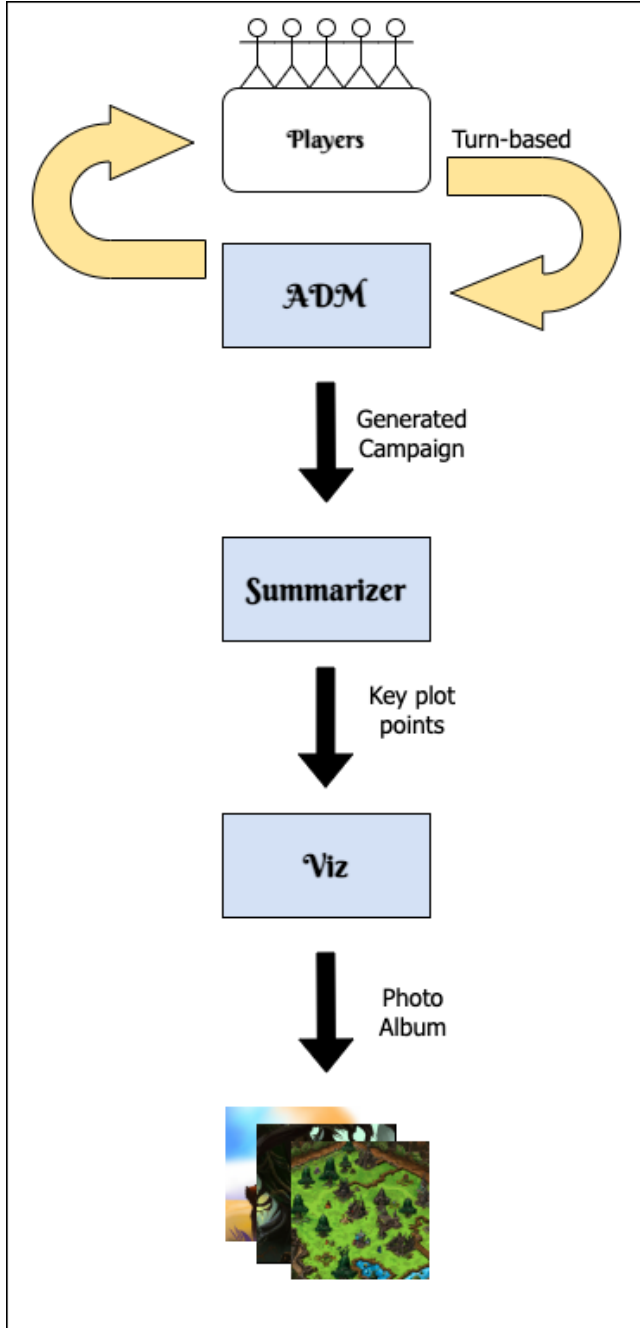 Players
Turn-based
ADM
Generated
Campaign
Summarizer
Key plot
points
Viz
Photo
Album